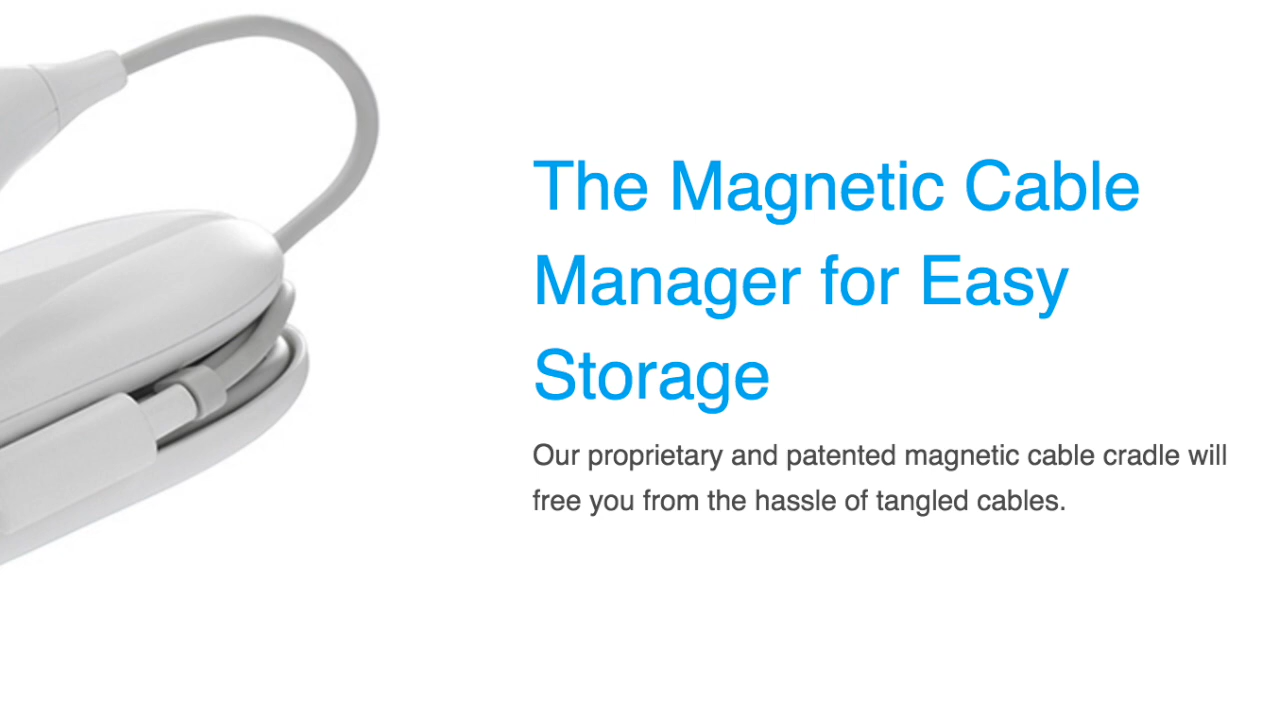 The Magnetic Cable
Manager for Easy
Storage
Our proprietary and patented magnetic cable cradle will
free you from the hassle of tangled cables.